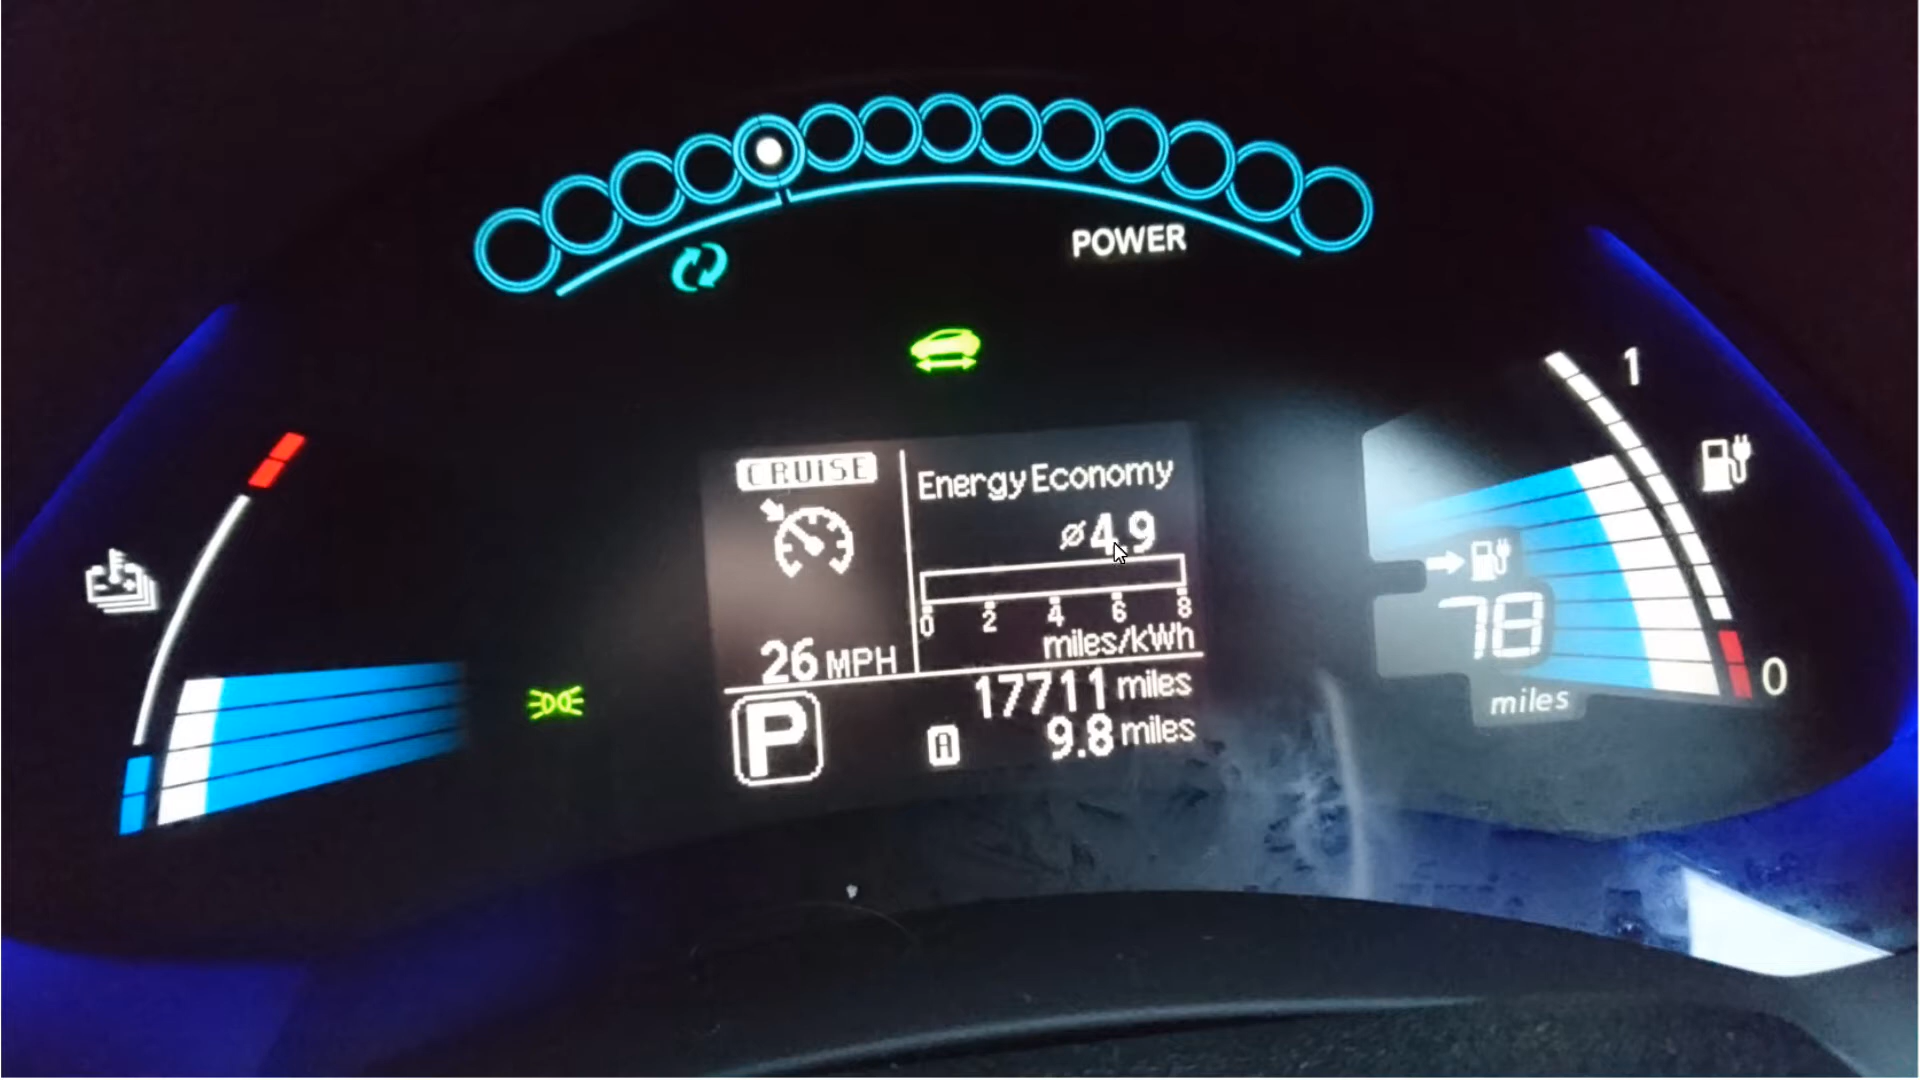 POWER
1
CRUISE
Energy Economy
⌀4.9
0 2 4 6 8
miles/kWh
26 MPH
17711 miles
P
A 9.8 miles
78
miles
0